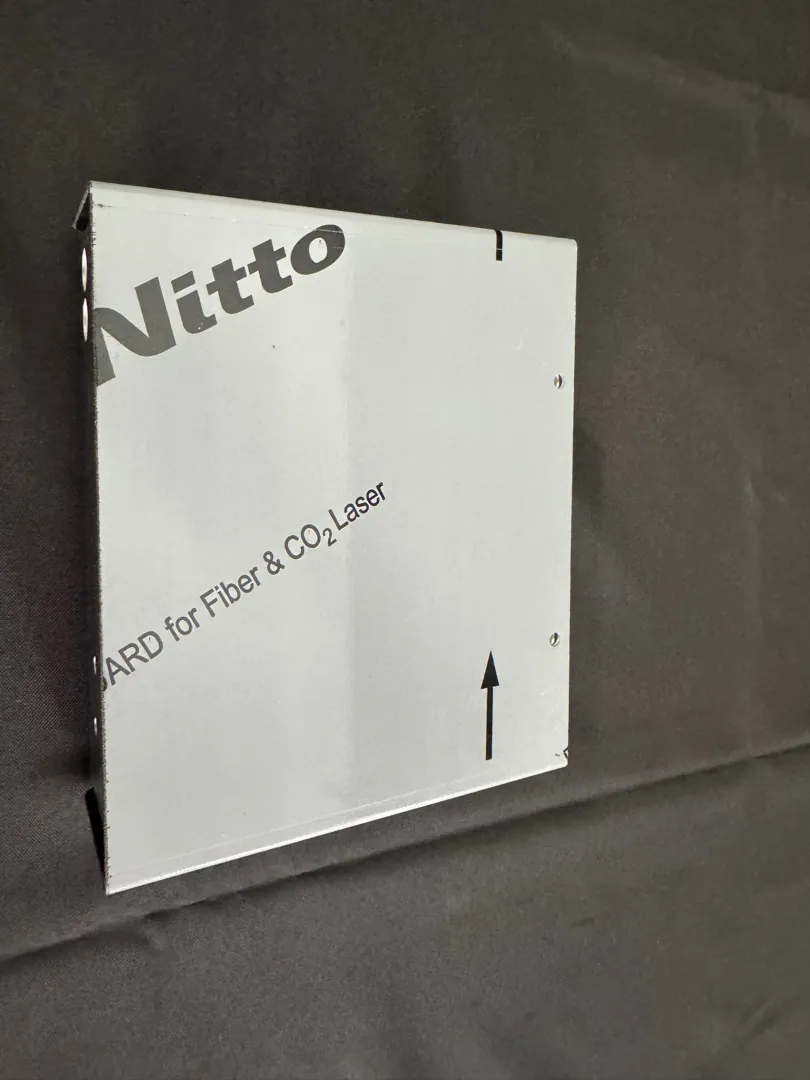 Nitto
ARD for Fiber & CO₂ Laser